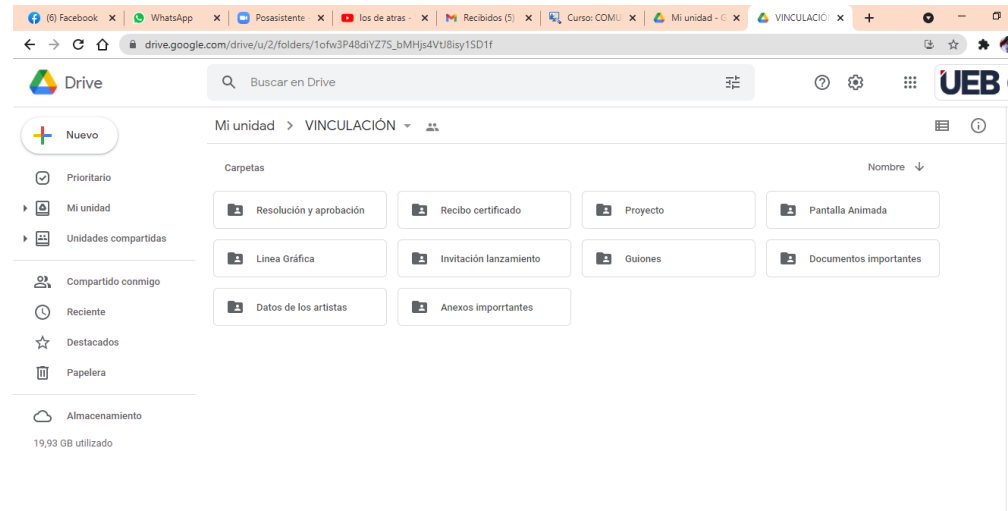 (6) Facebook
WhatsApp
Posasistente
los de atras -
Recibidos (5)
Curso: COMU
Mi unidad - G
VINCULACIÓN
drive.google.com/drive/u/2/folders/1ofw3P48diYZ7S_bMHjs4VtJ8isy1SD1f
Drive
Buscar en Drive
UEB
Nuevo
Mi unidad > VINCULACIÓN
Prioritario
Mi unidad
Unidades compartidas
Compartido conmigo
Reciente
Destacados
Papelera
Almacenamiento
19,93 GB utilizado
Carpetas
Nombre
Resolución y aprobación
Recibo certificado
Proyecto
Pantalla Animada
Linea Gráfica
Invitación lanzamiento
Guiones
Documentos importantes
Datos de los artistas
Anexos imporrtantes